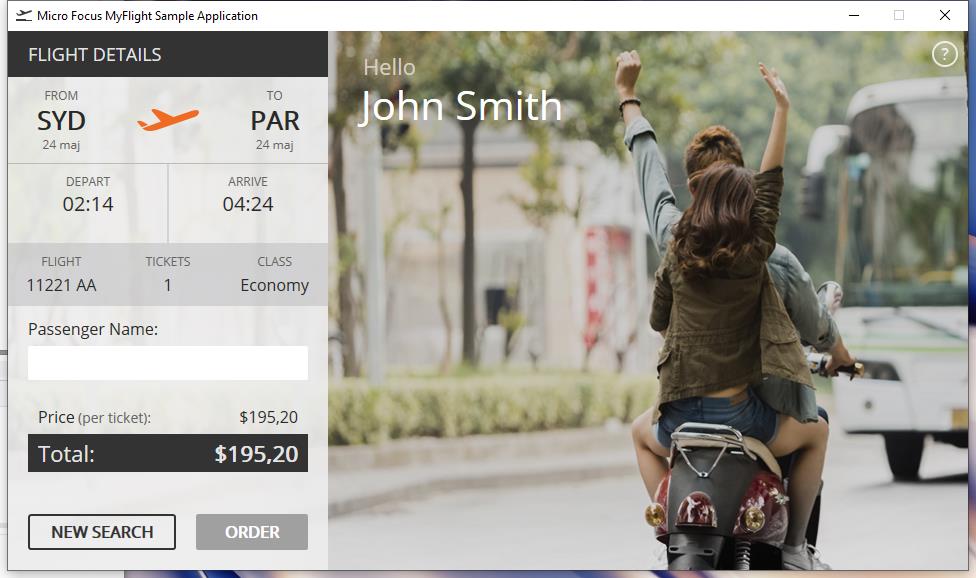 Micro Focus MyFlight Sample Application
FLIGHT DETAILS
FROM
TO
SYD
PAR
24 maj
24 maj
DEPART
ARRIVE
02:14
04:24
FLIGHT
TICKETS
CLASS
11221 AA
1
Economy
Passenger Name:
Price (per ticket):
$195,20
Total:
$195,20
NEW SEARCH
ORDER
Hello
John Smith
?